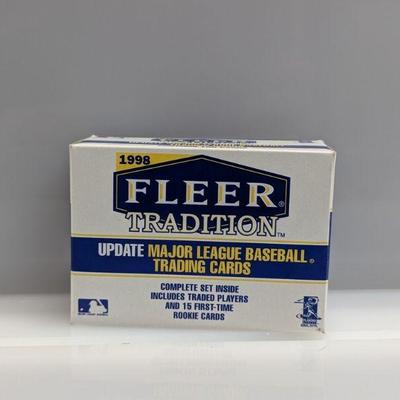 1998
FLEER®
TRADITION™
UPDATE MAJOR LEAGUE BASEBALL®
TRADING CARDS
COMPLETE SET INSIDE
INCLUDES TRADED PLAYERS
AND 15 FIRST-TIME
ROOKIE CARDS